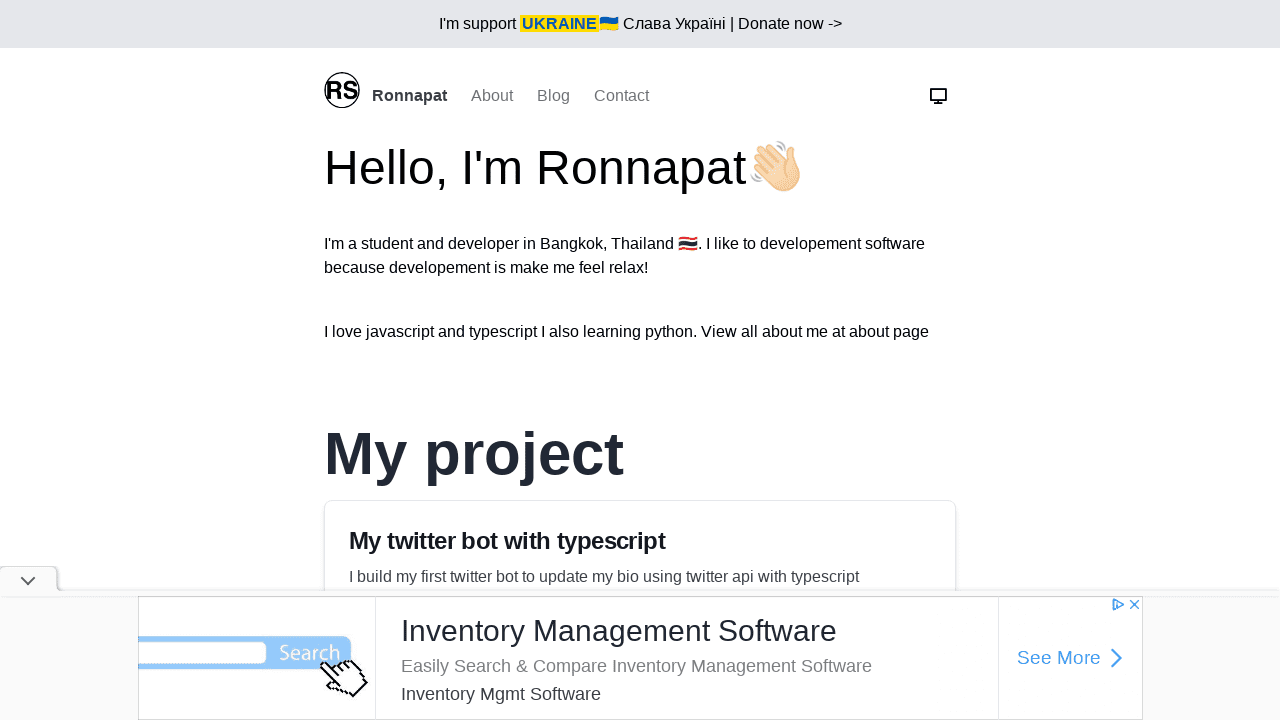 I'm support UKRAINE🇺🇦 Слава Україні | Donate now ->
RS Ronnapat About Blog Contact
Hello, I'm Ronnapat👋🏻
I'm a student and developer in Bangkok, Thailand 🇹🇭. I like to developement software
because developement is make me feel relax!
I love javascript and typescript I also learning python. View all about me at about page
My project
My twitter bot with typescript
I build my first twitter bot to update my bio using twitter api with typescript
Search
Inventory Management Software
Easily Search & Compare Inventory Management Software
Inventory Mgmt Software
See More